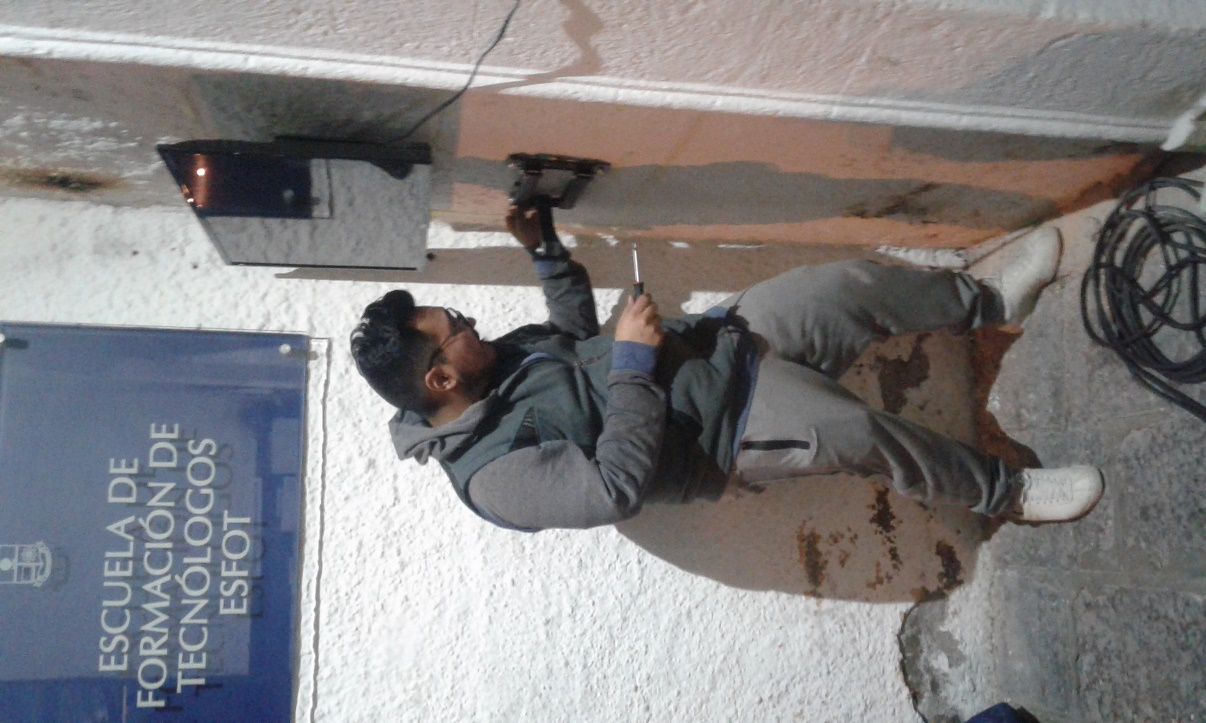 ESCUELA DE
FORMACIÓN DE
TECNÓLOGOS
ESFOT